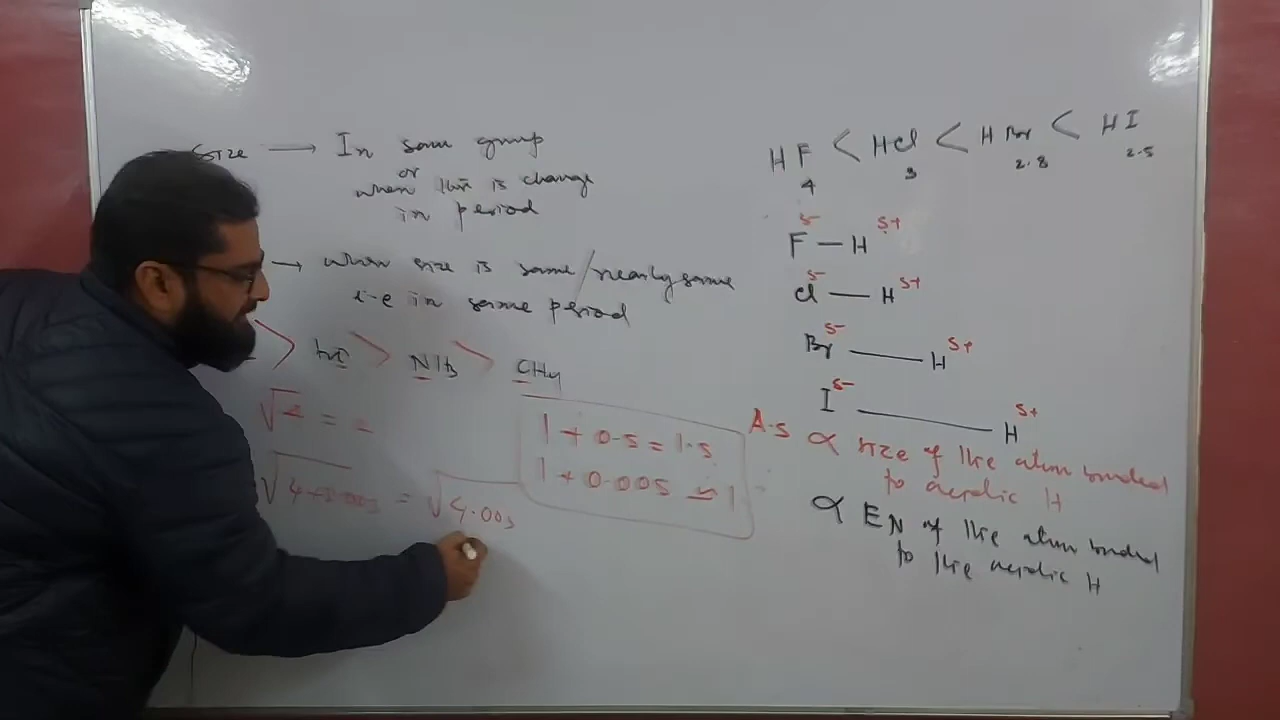 Size → In same group
or
when there is change
in period
→ when size is same/nearly same
i-e in same period
> > NH3 > CH4
√4 =
= √4.003
1 + 0.5 = 1.5
1 + 0.005 ≃ 1
HF < HCl < HBr < HI
4 3 2.8 2.5
δ- δ+
F — H
δ- δ+
Cl — H
δ- δ+
Br — H
δ- δ+
I — H
A.S ∝ size of the atom bonded
to acidic H
∝ EN of the atom bonded
to the acidic H